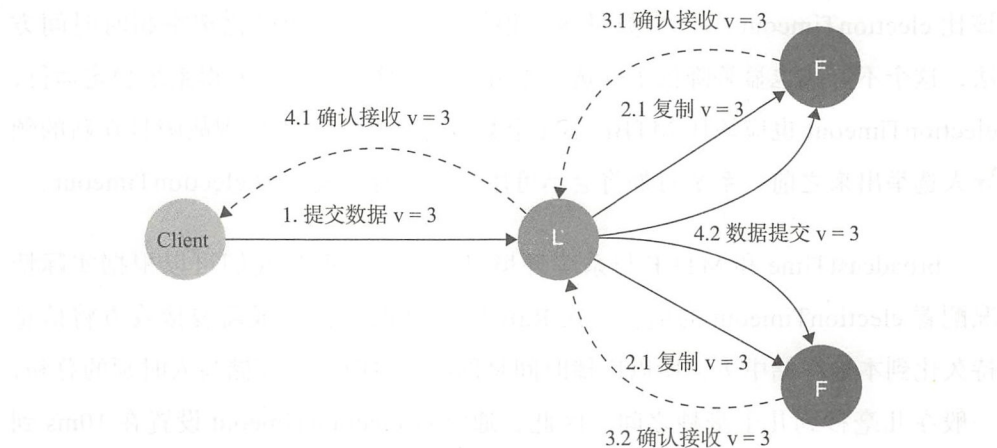 3.1 确认接收 v = 3
F
4.1 确认接收 v = 3
2.1 复制 v = 3
1. 提交数据 v = 3
Client
L
4.2 数据提交 v = 3
2.1 复制 v = 3
F
3.2 确认接收 v = 3